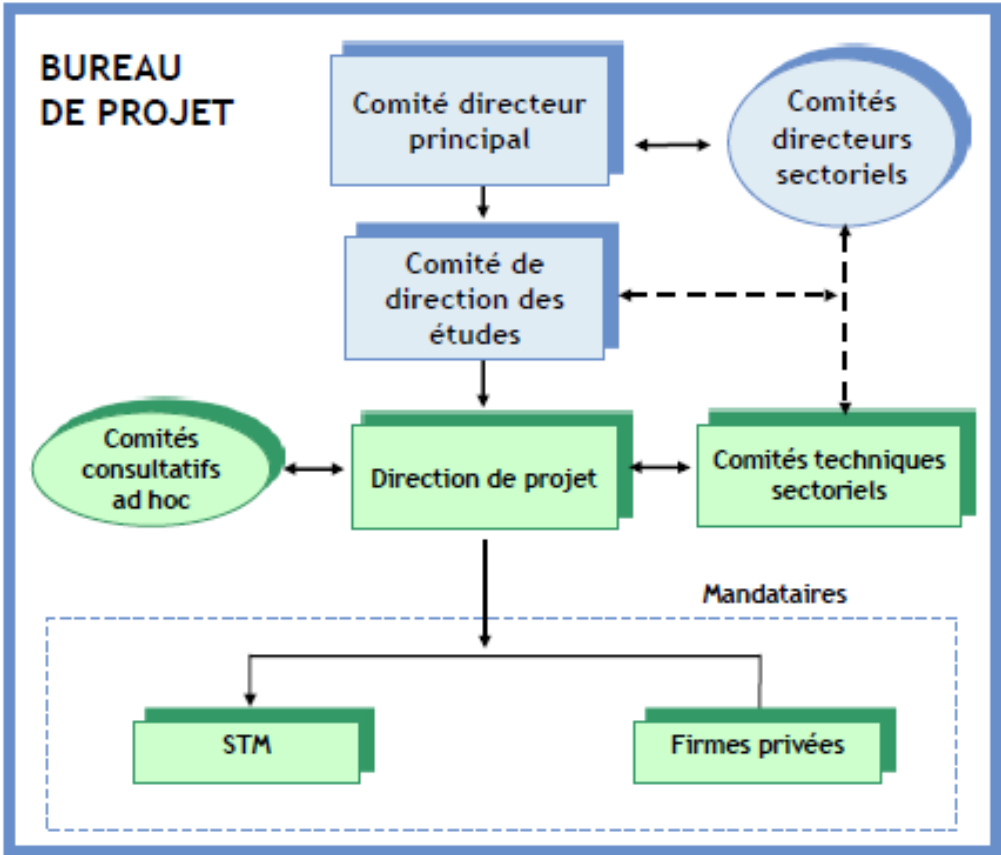 BUREAU
DE PROJET
Comité directeur
principal
Comités
directeurs
sectoriels
Comité de
direction des
études
Comités
consultatifs
ad hoc
Direction de projet
Comités techniques
sectoriels
Mandataires
STM
Firmes privées